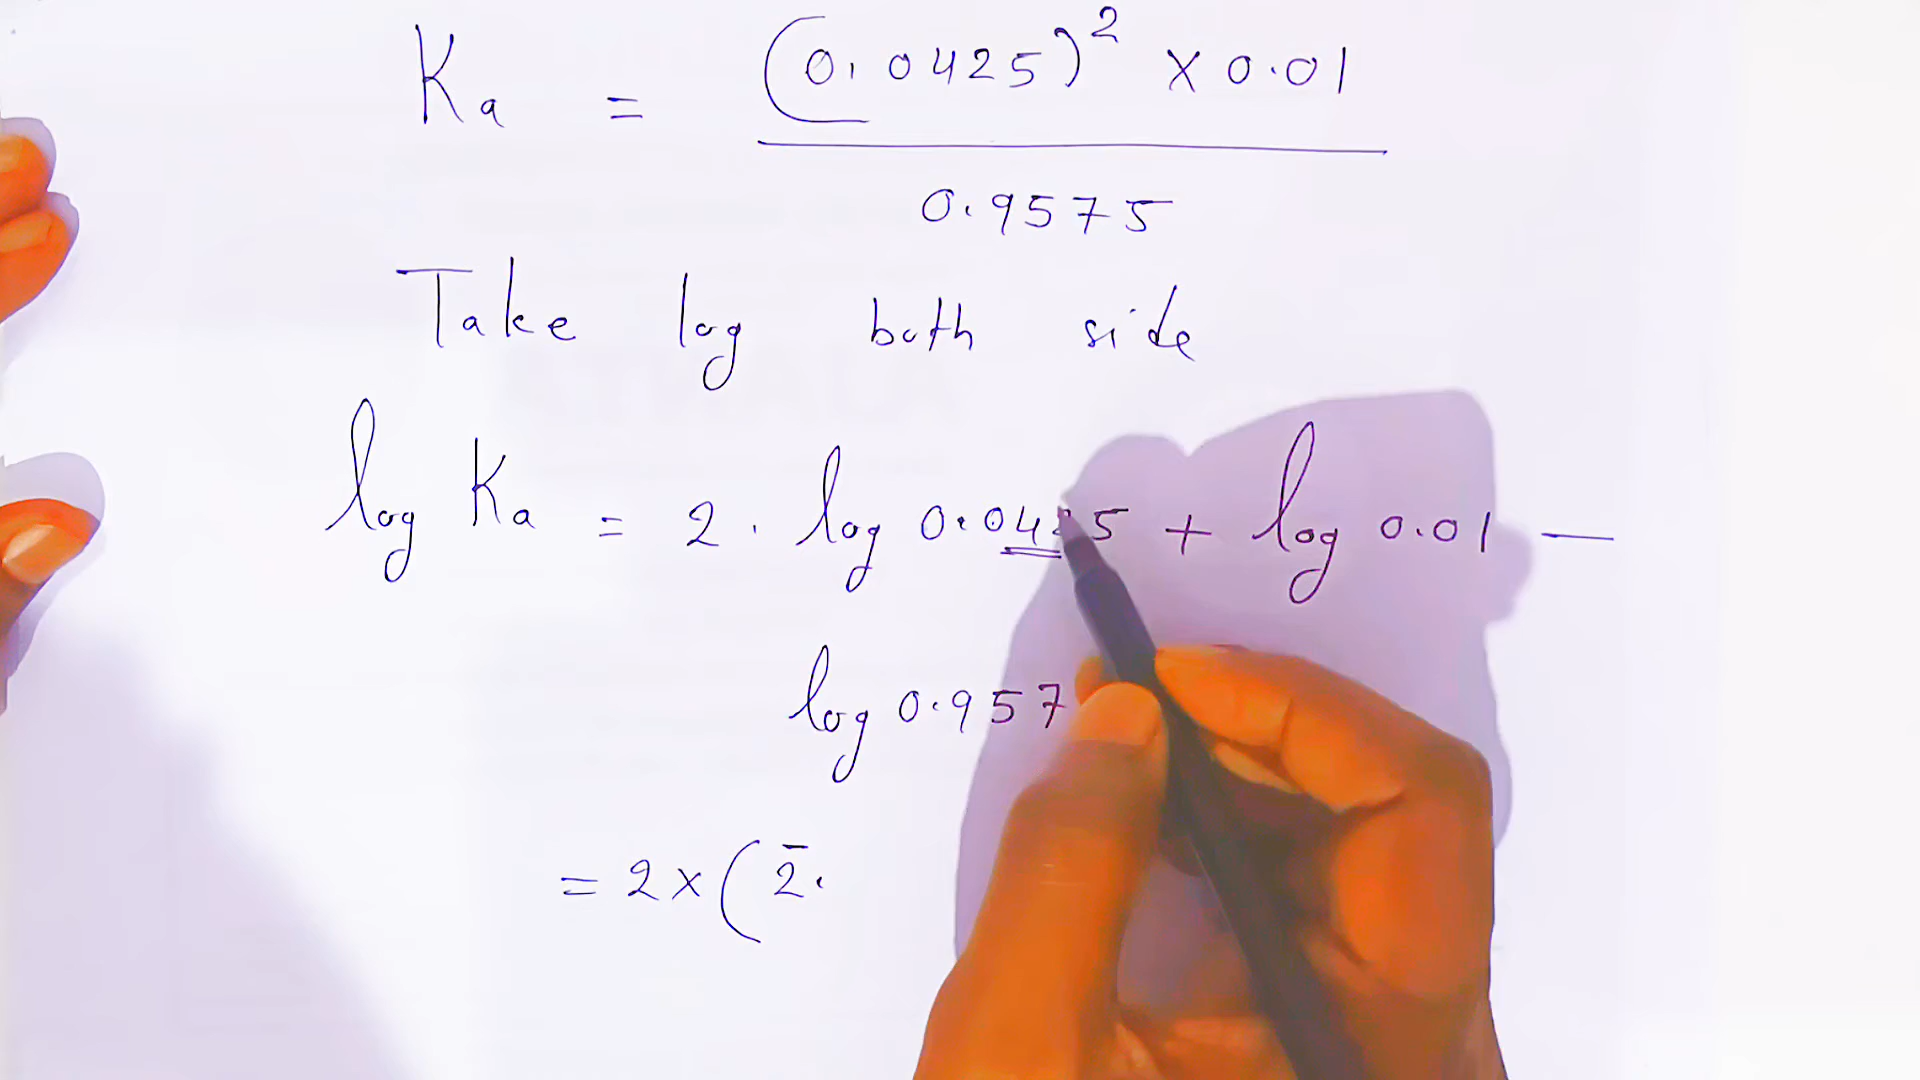 Ka = (0.0425)² × 0.01
0.9575
Take log both side
log Ka = 2 . log 0.0425 + log 0.01 —
log 0.957
= 2 × ( 2̄.